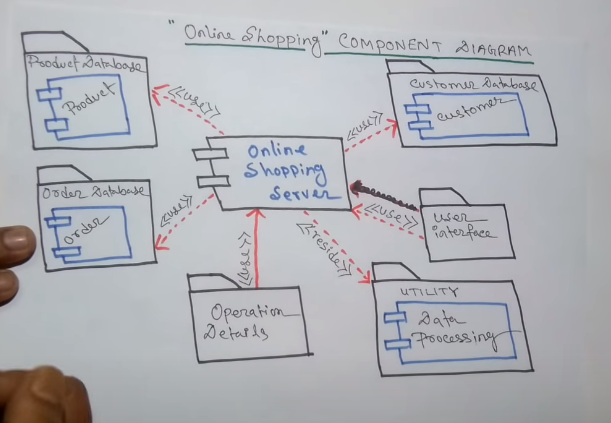 "Online Shopping" COMPONENT DIAGRAM
Product Database
Product
<<use>>
Customer Database
customer
<<use>>
Online
Shopping
Server
Order Database
Order
<<use>>
user
interface
<<use>>
<<reside>>
<<use>>
Operation
Details
UTILITY
Data
Processing